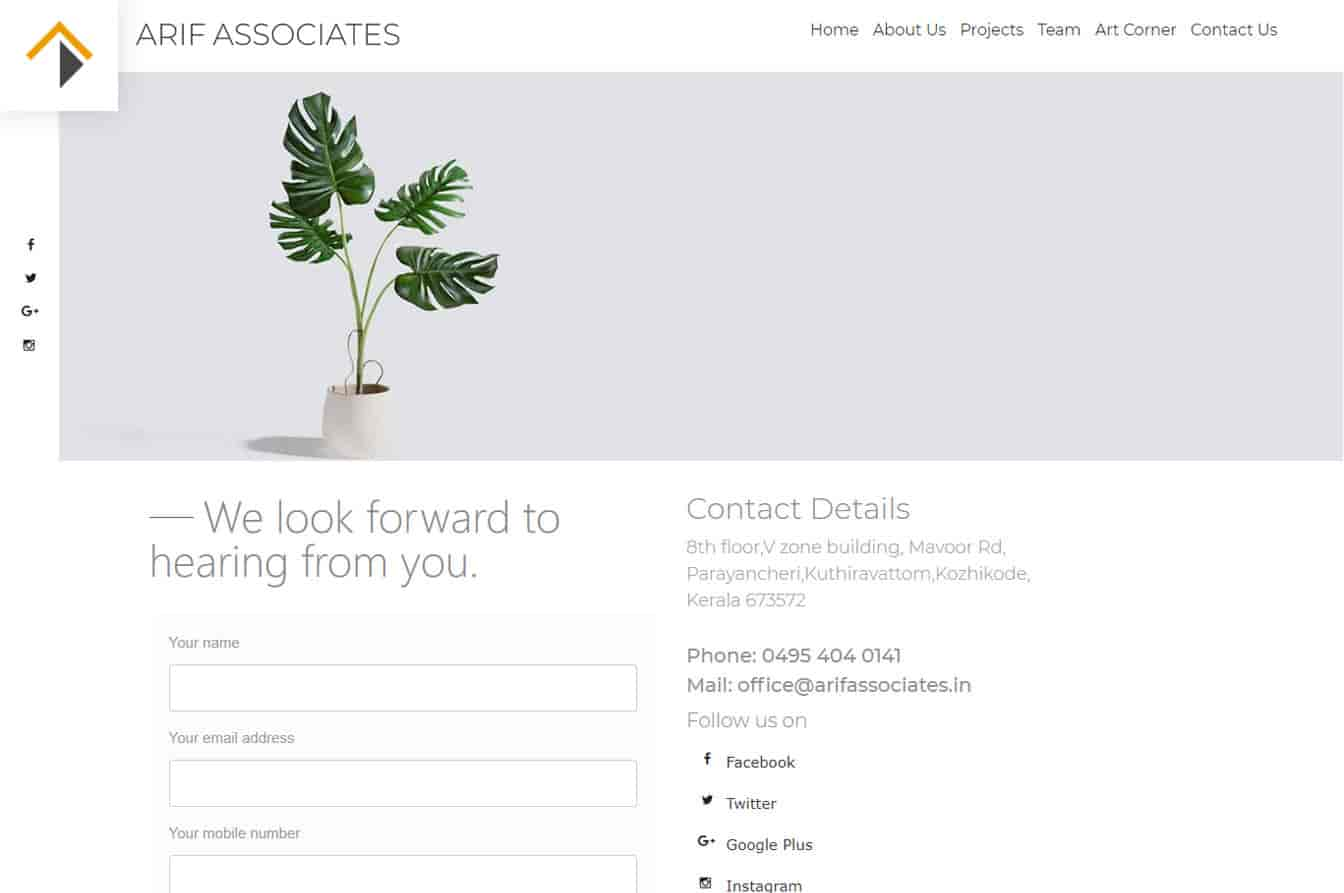 ARIF ASSOCIATES
Home About Us Projects Team Art Corner Contact Us
We look forward to
hearing from you.
Your name
Your email address
Your mobile number
Contact Details
8th floor,V zone building, Mavoor Rd,
Parayancheri,Kuthiravattom,Kozhikode,
Kerala 673572
Phone: 0495 404 0141
Mail: office@arifassociates.in
Follow us on
Facebook
Twitter
Google Plus
Instagram